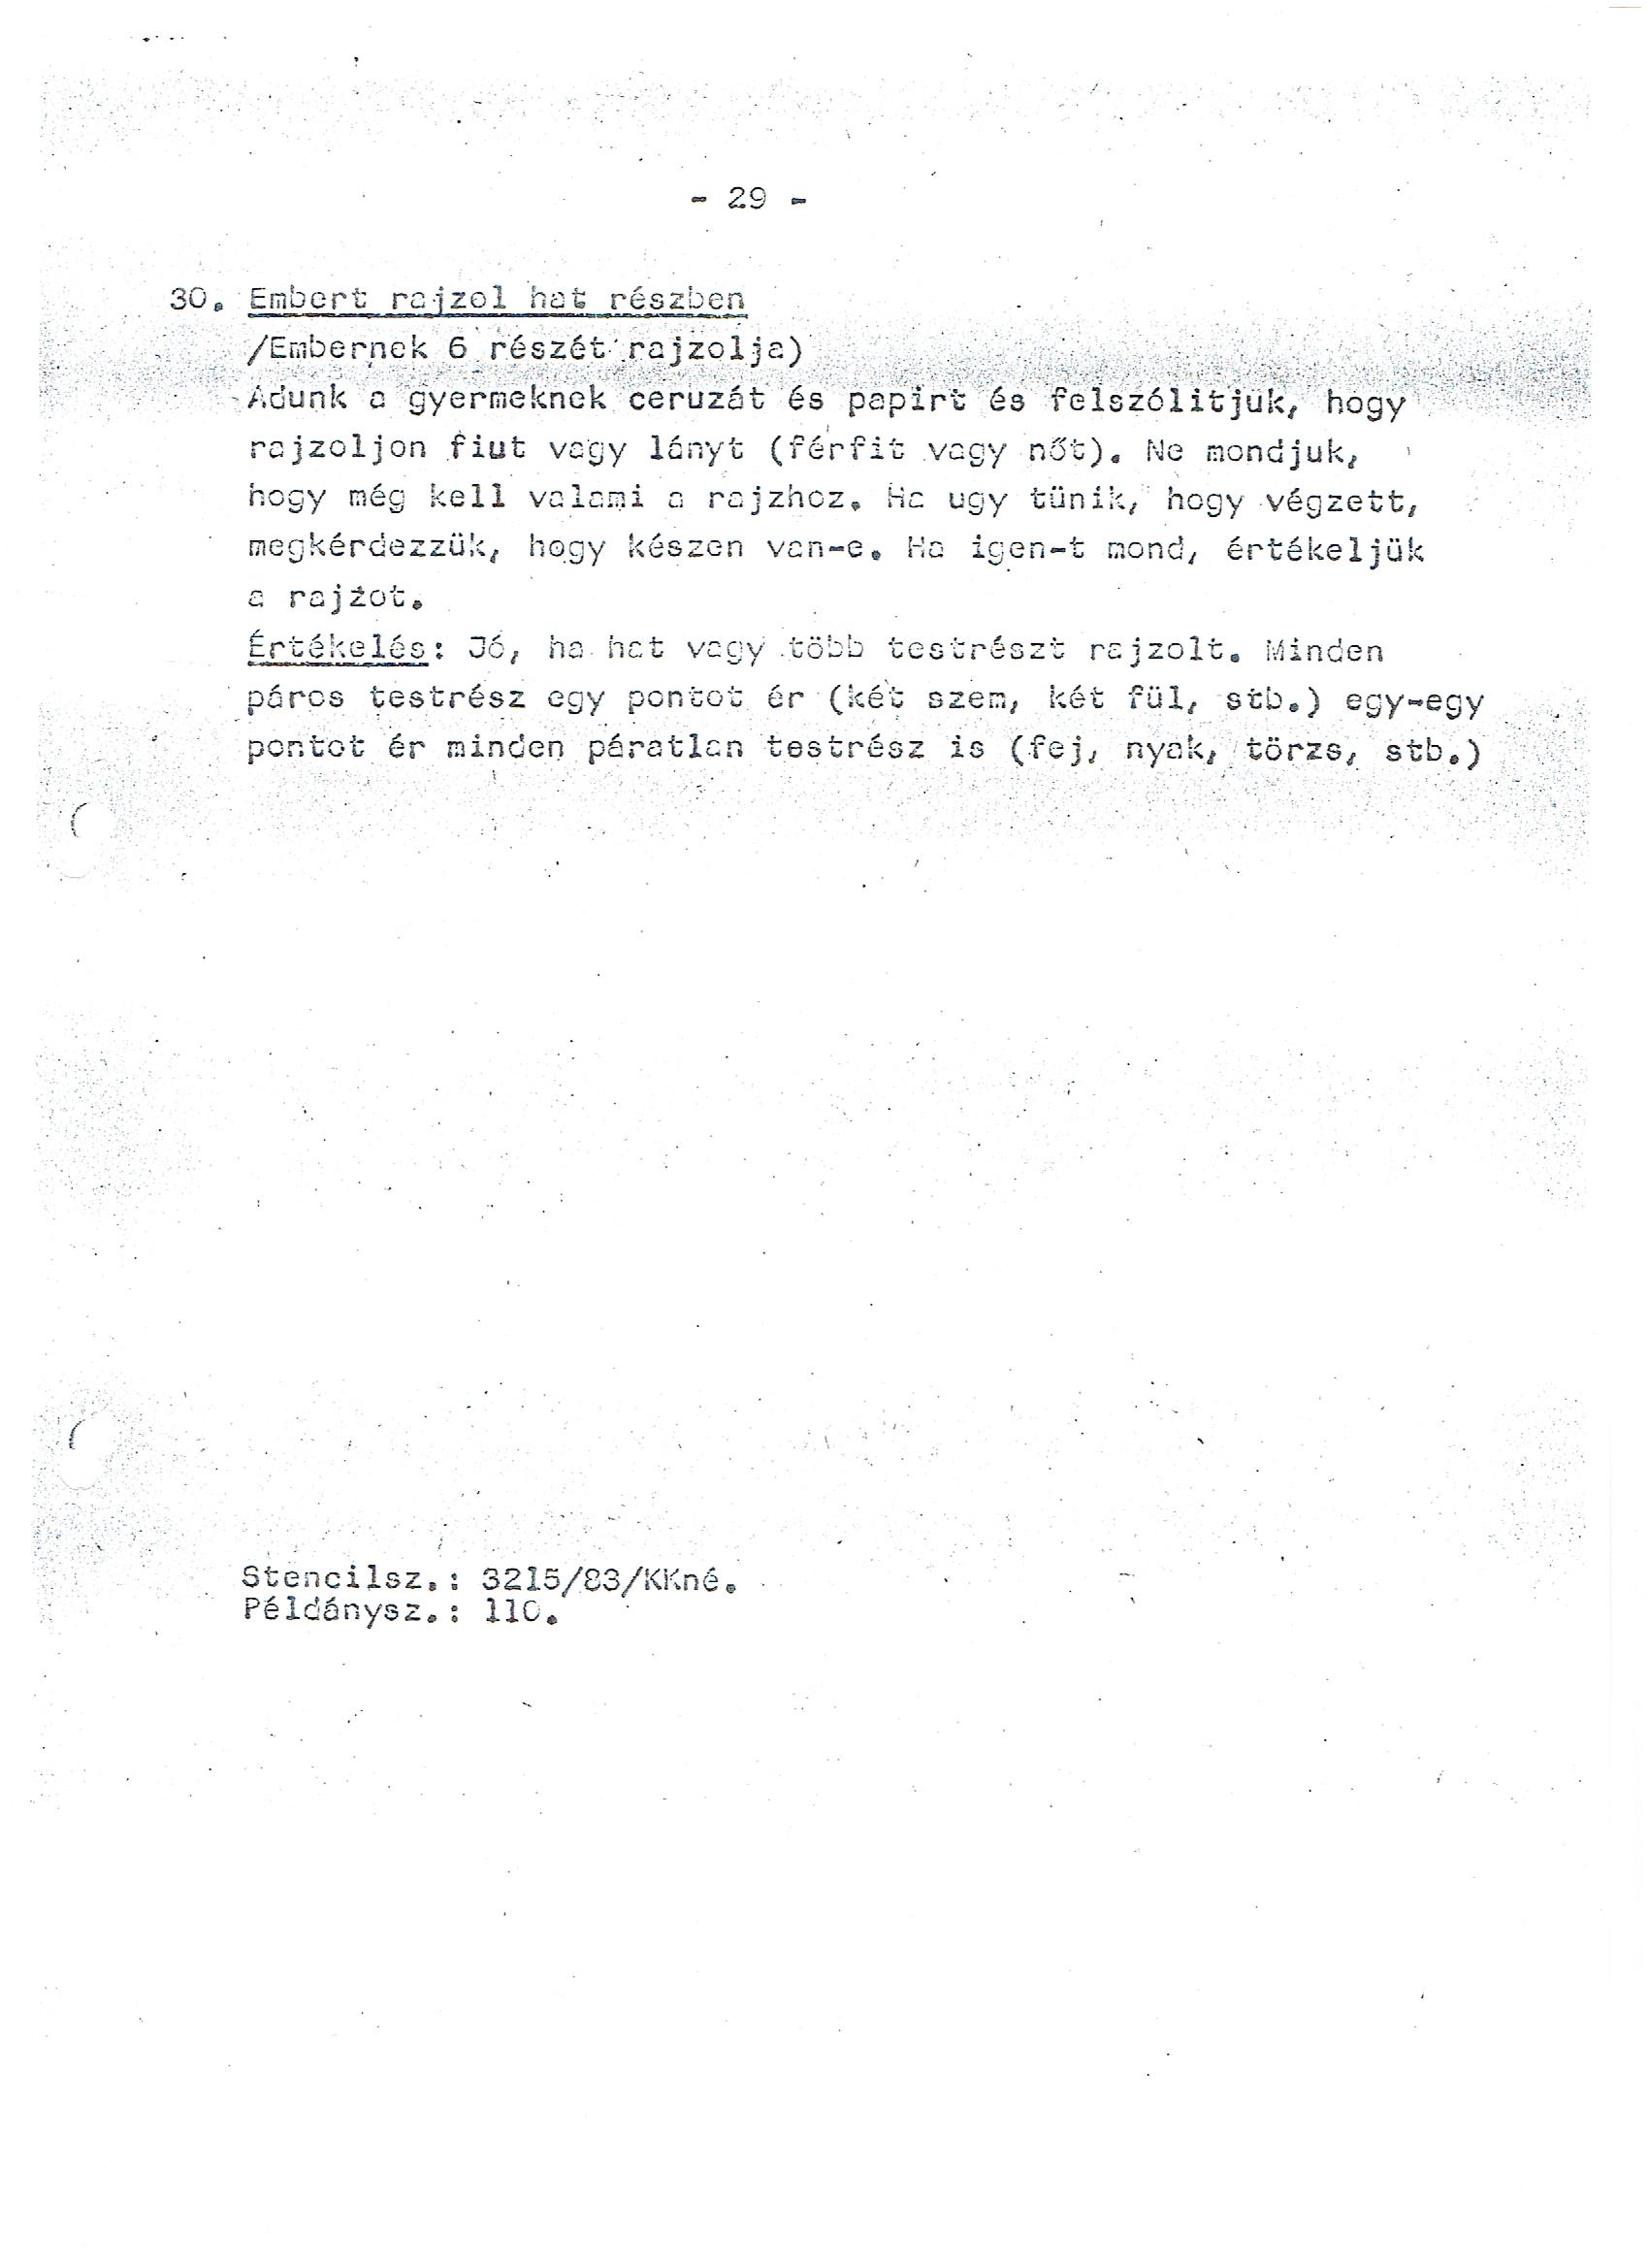 - 29 -
30. Embert rajzol hat részben
/Embernek 6 részét rajzolja)
Adunk a gyermeknek ceruzát és papirt és felszólitjuk, hogy
rajzoljon fiut vagy lányt (férfit vagy nőt). Ne mondjuk,
hogy még kell valami a rajzhoz. Ha ugy tünik, hogy végzett,
megkérdezzük, hogy készen van-e. Ha igen-t mond, értékeljük
a rajzot.
Értékelés: Jó, ha hat vagy több testrészt rajzolt. Minden
páros testrész egy pontot ér (két szem, két fül, stb.) egy-egy
pontot ér minden páratlan testrész is (fej, nyak, törzs, stb.)
Stencilsz.: 3215/83/KKné.
Példánysz.: 110.